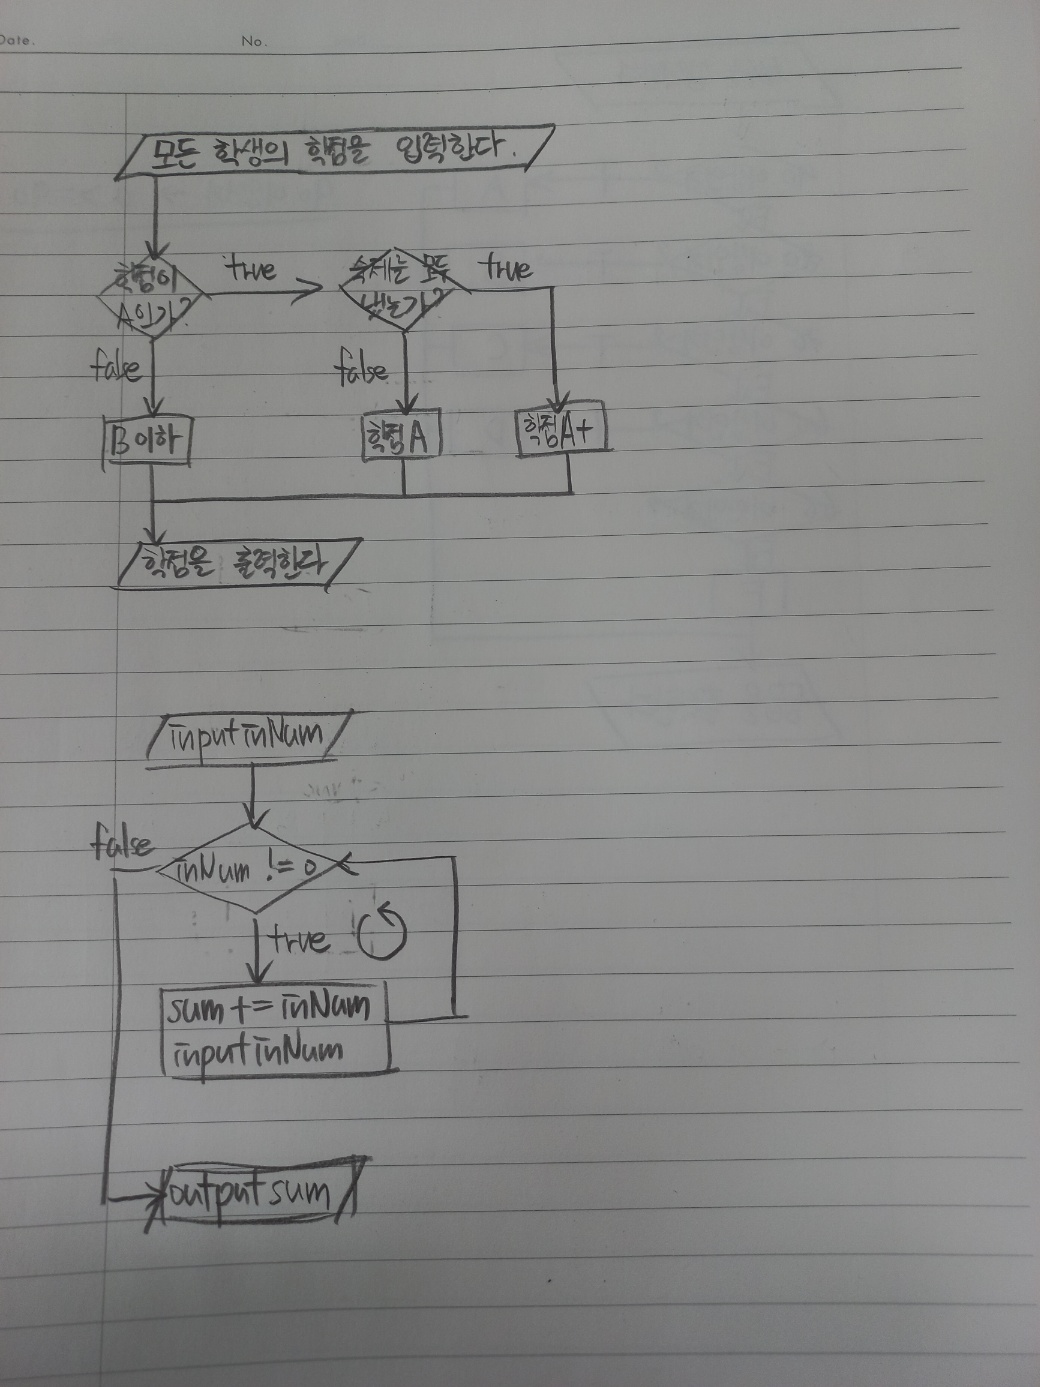 Date.
No.
모든 학생의 학점을 입력한다.
학점이
A인가?
true
숙제는 모두
냈는가?
true
false
false
B이하
학점A
학점A+
학점을 출력한다
input inNum
false
inNum != 0
true
sum += inNum
input inNum
output sum